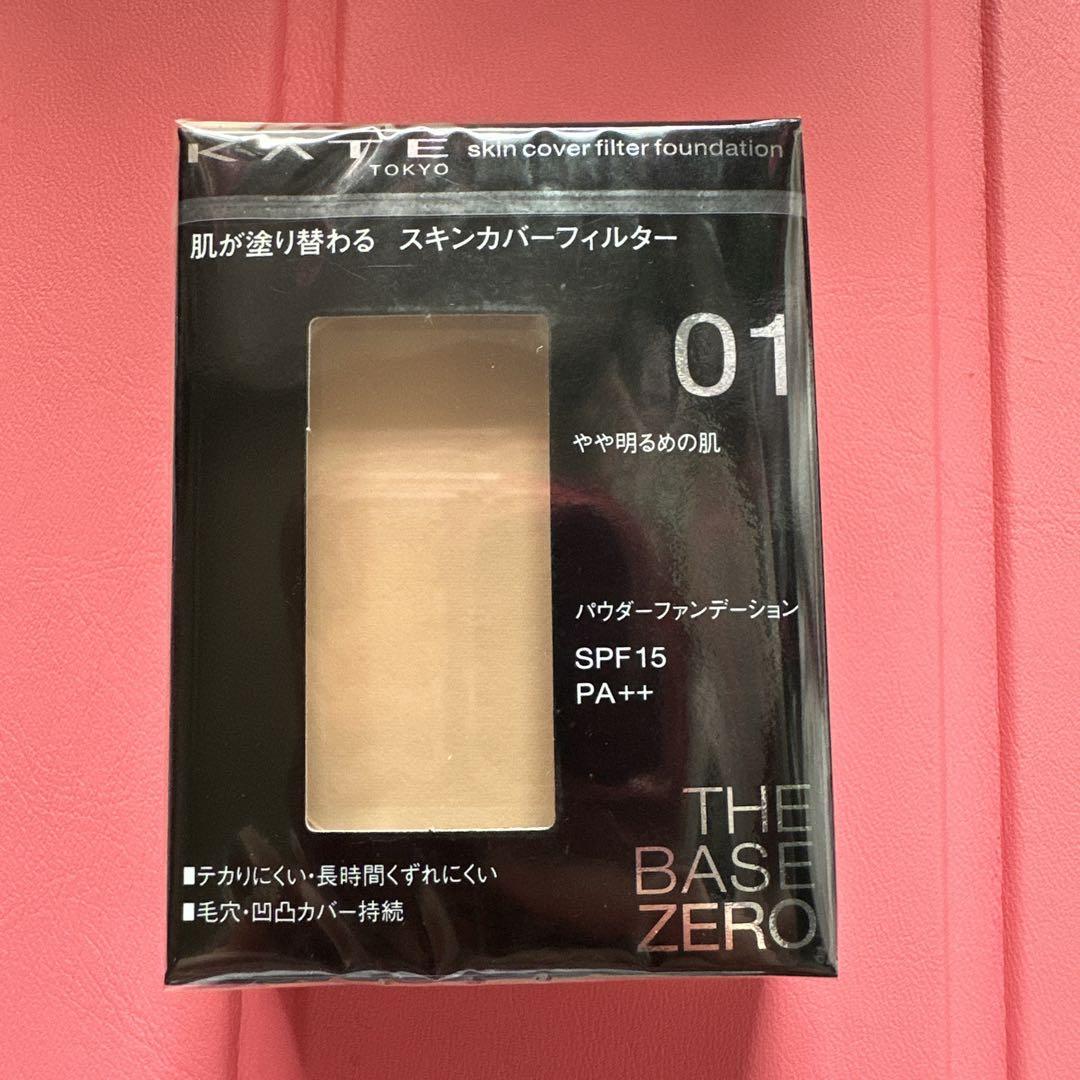 KATE skin cover filter foundation
TOKYO
肌が塗り替わる スキンカバーフィルター
01
やや明るめの肌
パウダーファンデーション
SPF15
PA++
THE
BASE
ZERO
■テカりにくい・長時間くずれにくい
■毛穴・凹凸カバー持続